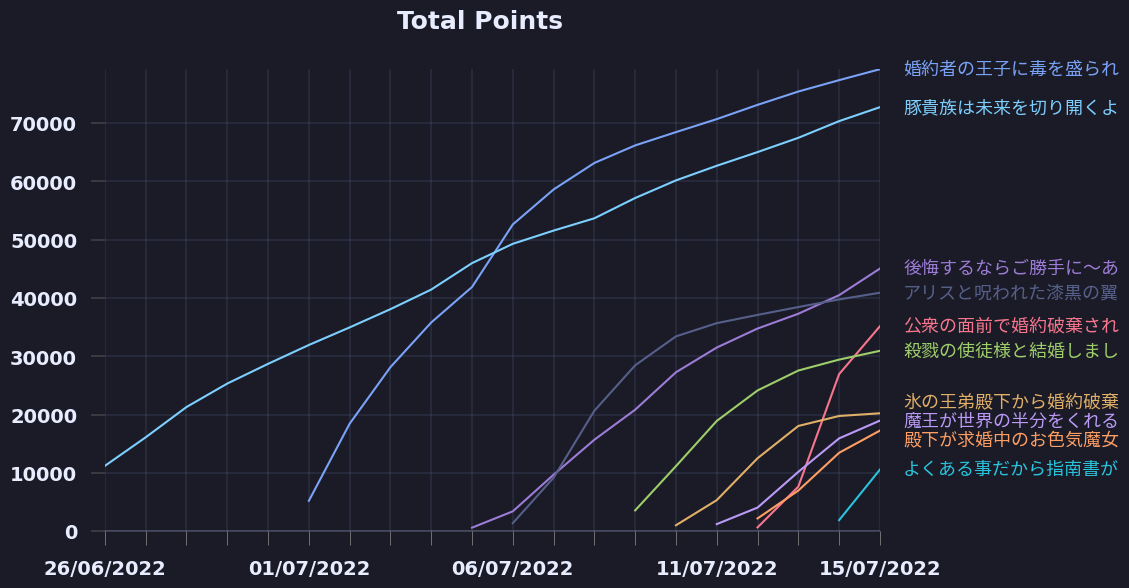 Total Points
婚約者の王子に毒を盛られ
豚貴族は未来を切り開くよ
70000
60000
50000
後悔するならご勝手に～あ
40000
アリスと呪われた漆黒の翼
公衆の面前で婚約破棄され
30000
殺戮の使徒様と結婚しまし
氷の王弟殿下から婚約破棄
20000
魔王が世界の半分をくれる
殿下が求婚中のお色気魔女
10000
よくある事だから指南書が
0
26/06/2022 01/07/2022 06/07/2022 11/07/2022 15/07/2022